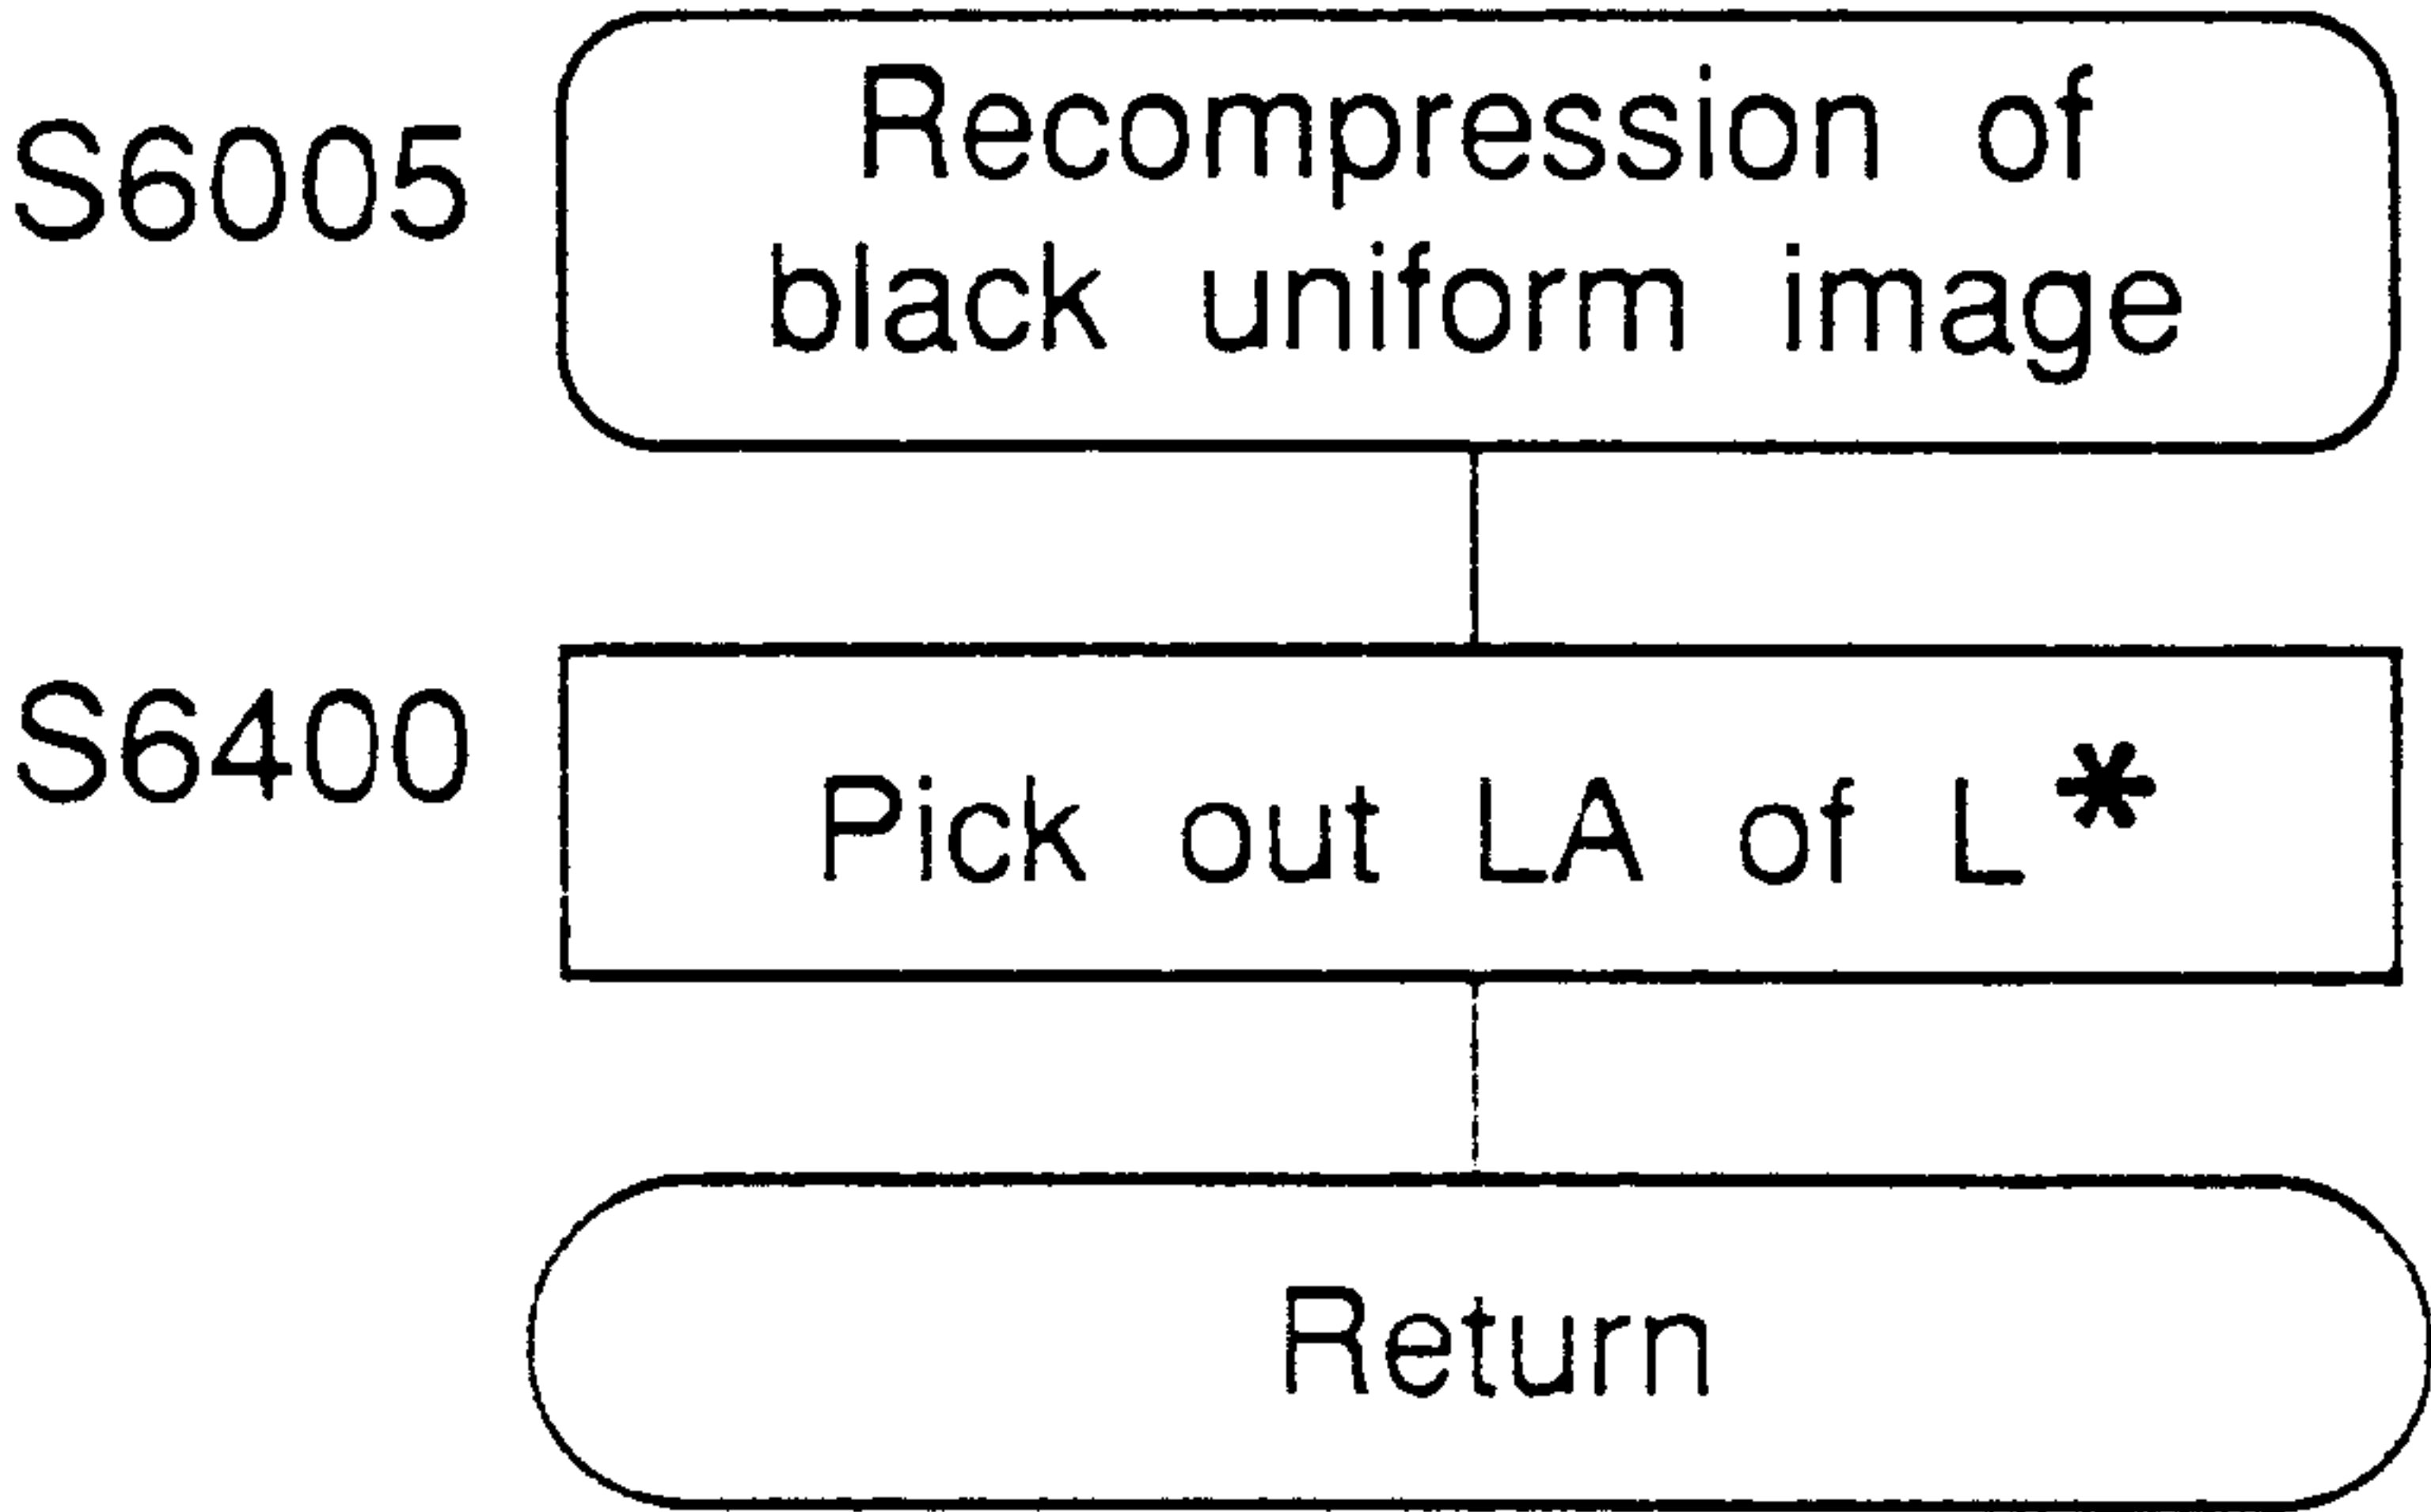 S6005
Recompression of
black uniform image
S6400
Pick out LA of L*
Return